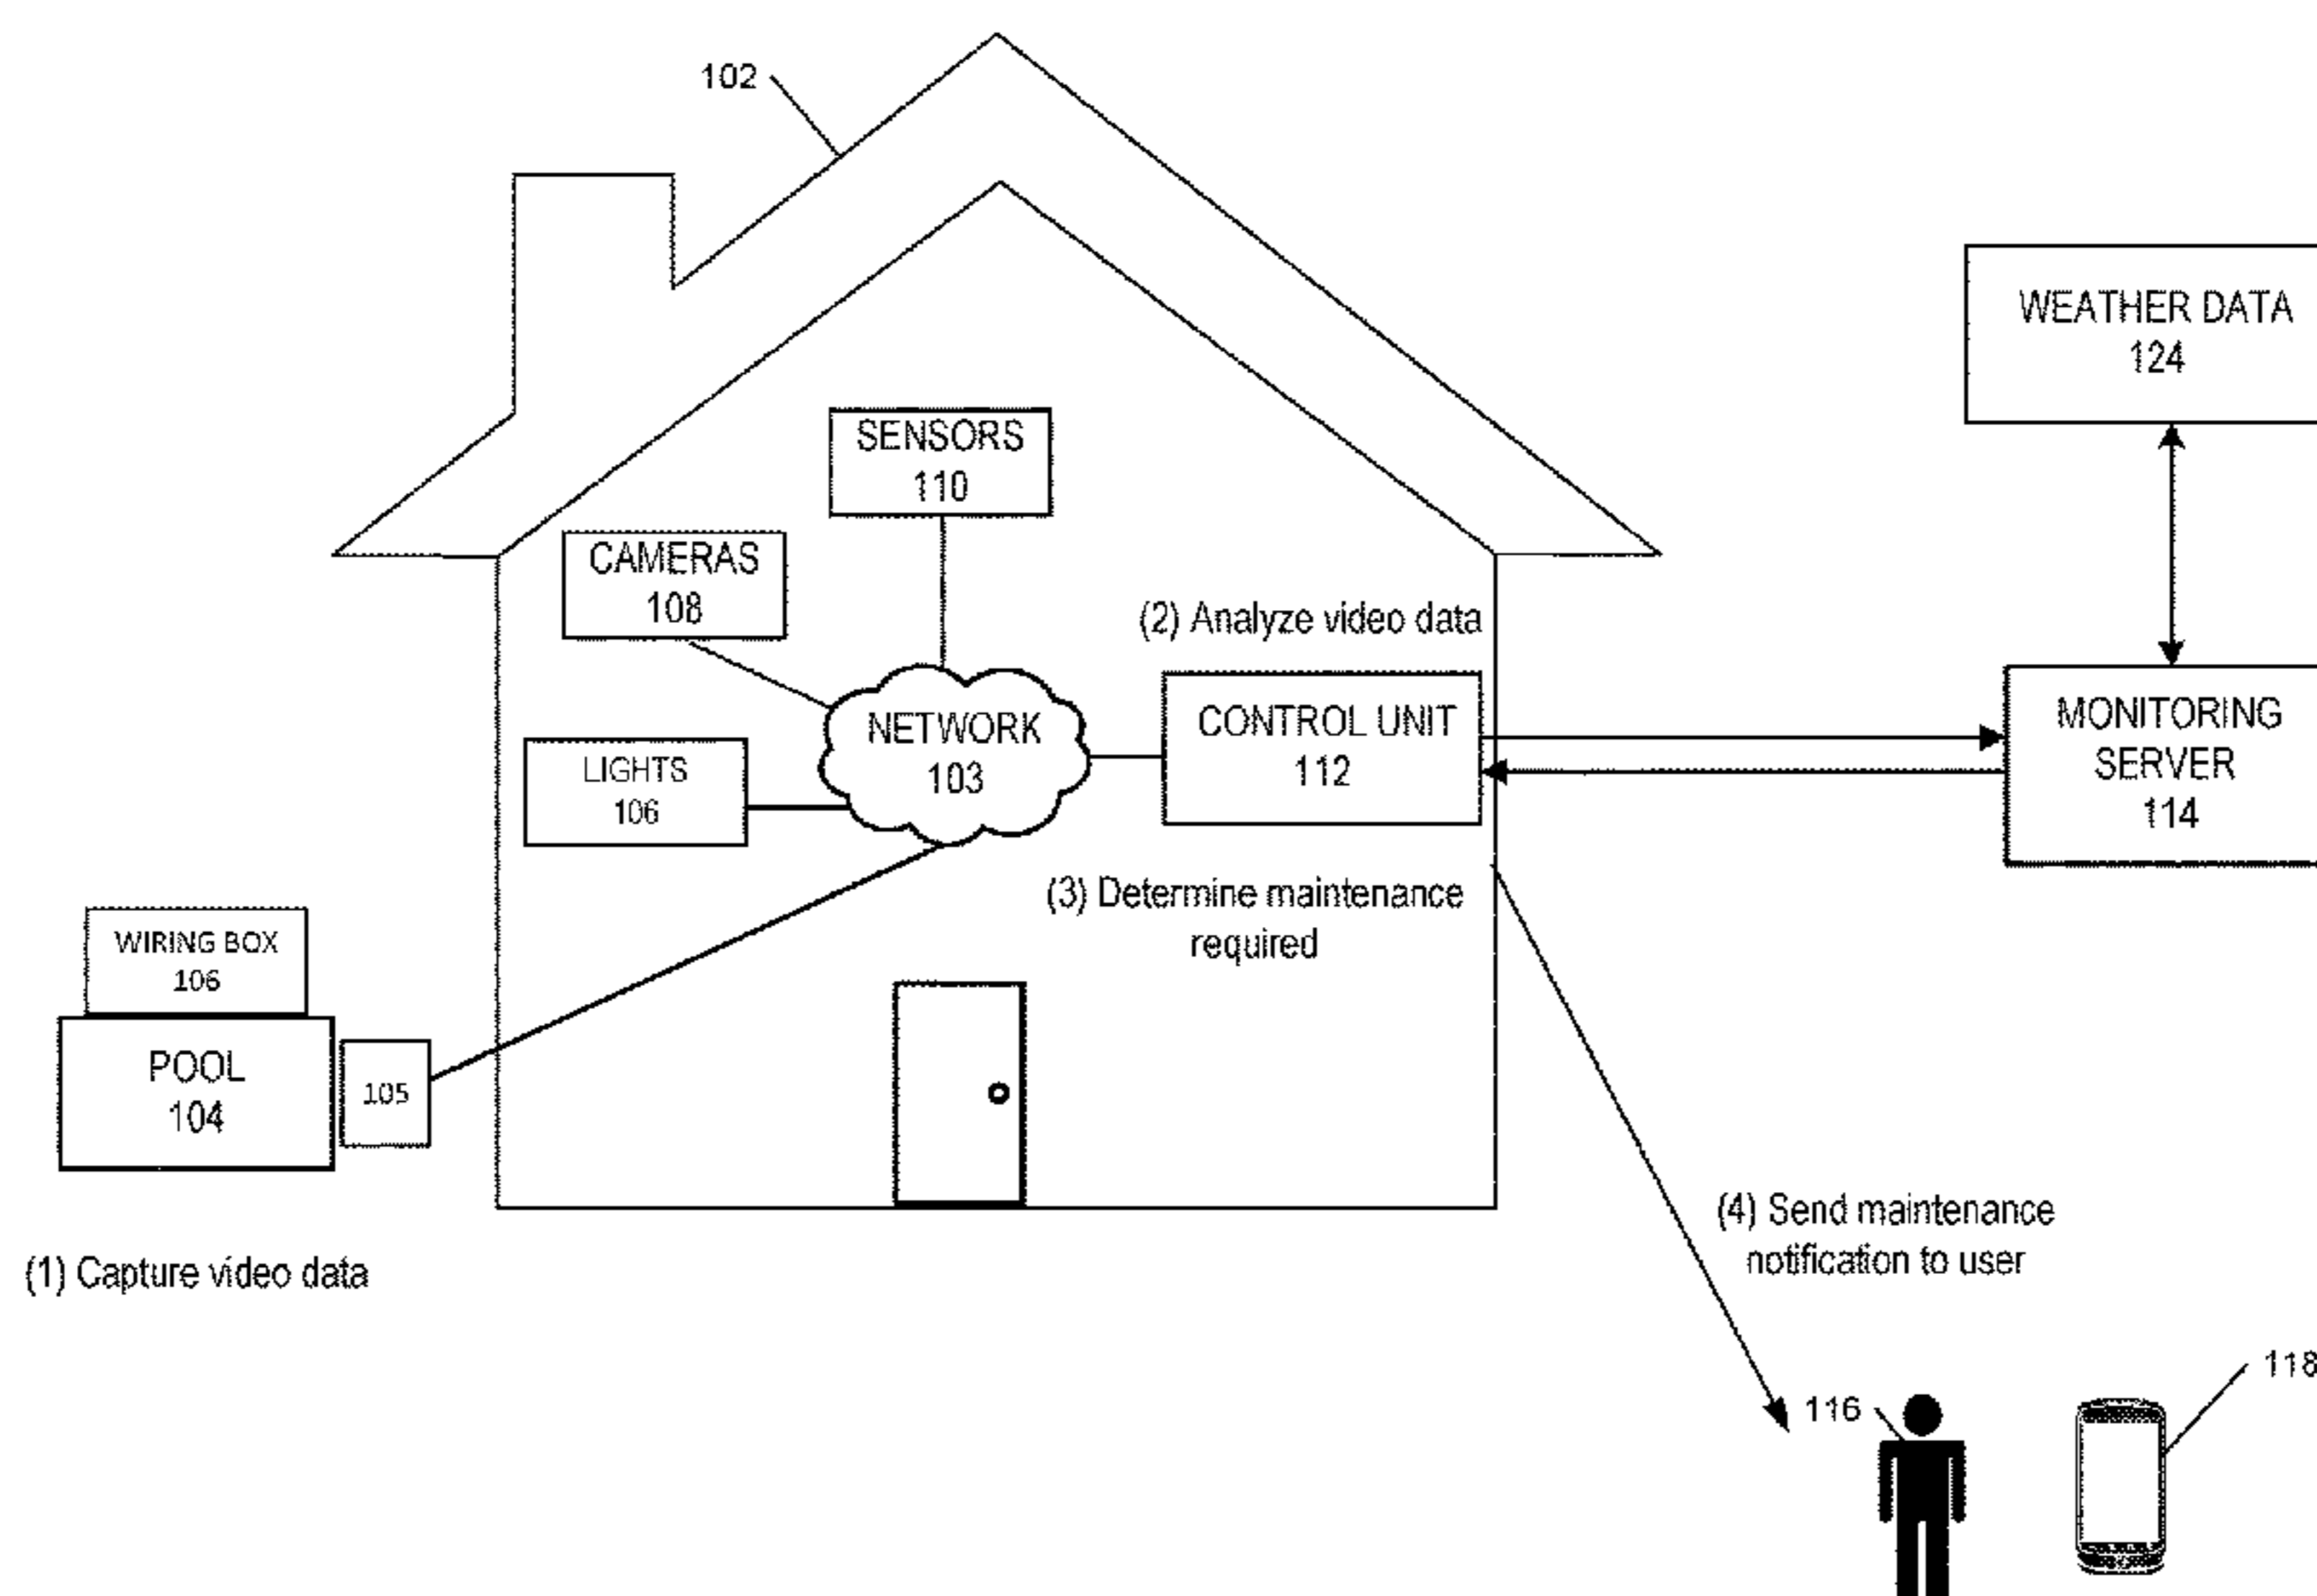 102
WEATHER DATA
124
SENSORS
110
CAMERAS
108
(2) Analyze video data
NETWORK
103
CONTROL UNIT
112
MONITORING
SERVER
114
LIGHTS
106
(3) Determine maintenance
required
WIRING BOX
106
POOL
104
105
(1) Capture video data
(4) Send maintenance
notification to user
118
116